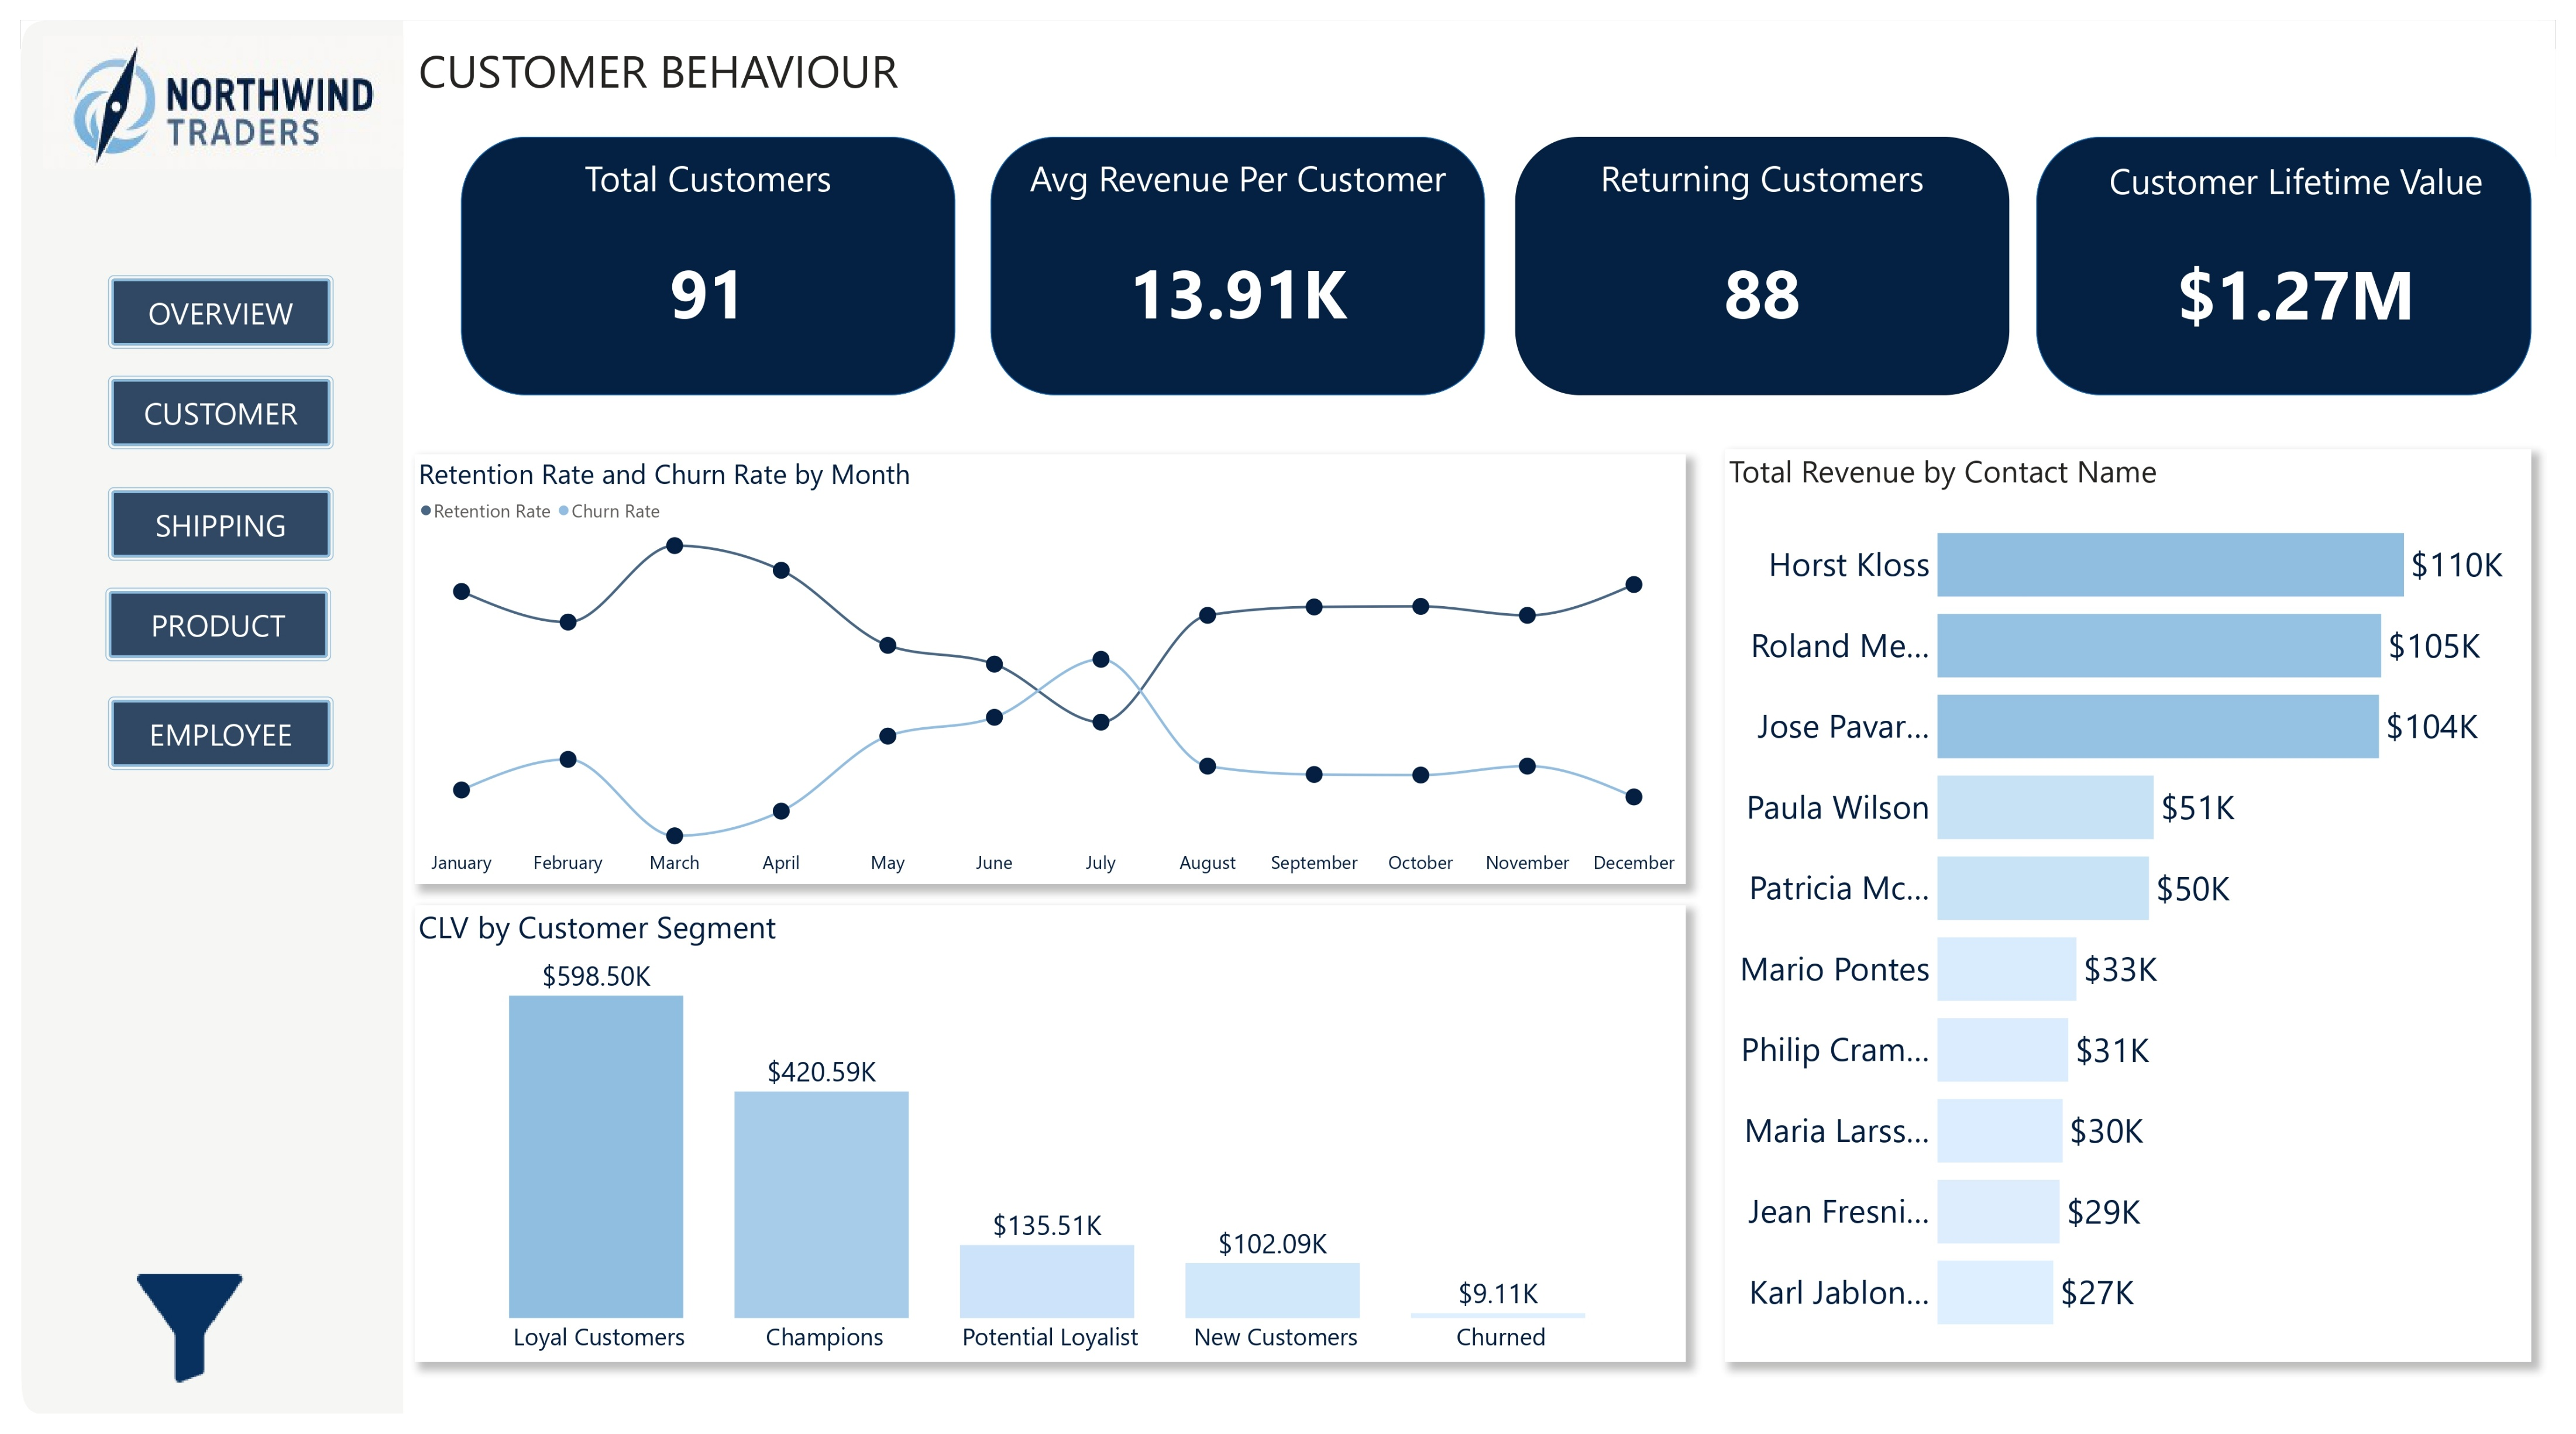 NORTHWIND
TRADERS
CUSTOMER BEHAVIOUR
Total Customers
91
Avg Revenue Per Customer
13.91K
Returning Customers
88
Customer Lifetime Value
$1.27M
OVERVIEW
CUSTOMER
SHIPPING
PRODUCT
EMPLOYEE
Retention Rate and Churn Rate by Month
Retention Rate Churn Rate
January February March April May June July August September October November December
CLV by Customer Segment
$598.50K
$420.59K
$135.51K
$102.09K
$9.11K
Loyal Customers Champions Potential Loyalist New Customers Churned
Total Revenue by Contact Name
Horst Kloss $110K
Roland Me... $105K
Jose Pavar... $104K
Paula Wilson $51K
Patricia Mc... $50K
Mario Pontes $33K
Philip Cram... $31K
Maria Larss... $30K
Jean Fresni... $29K
Karl Jablon... $27K